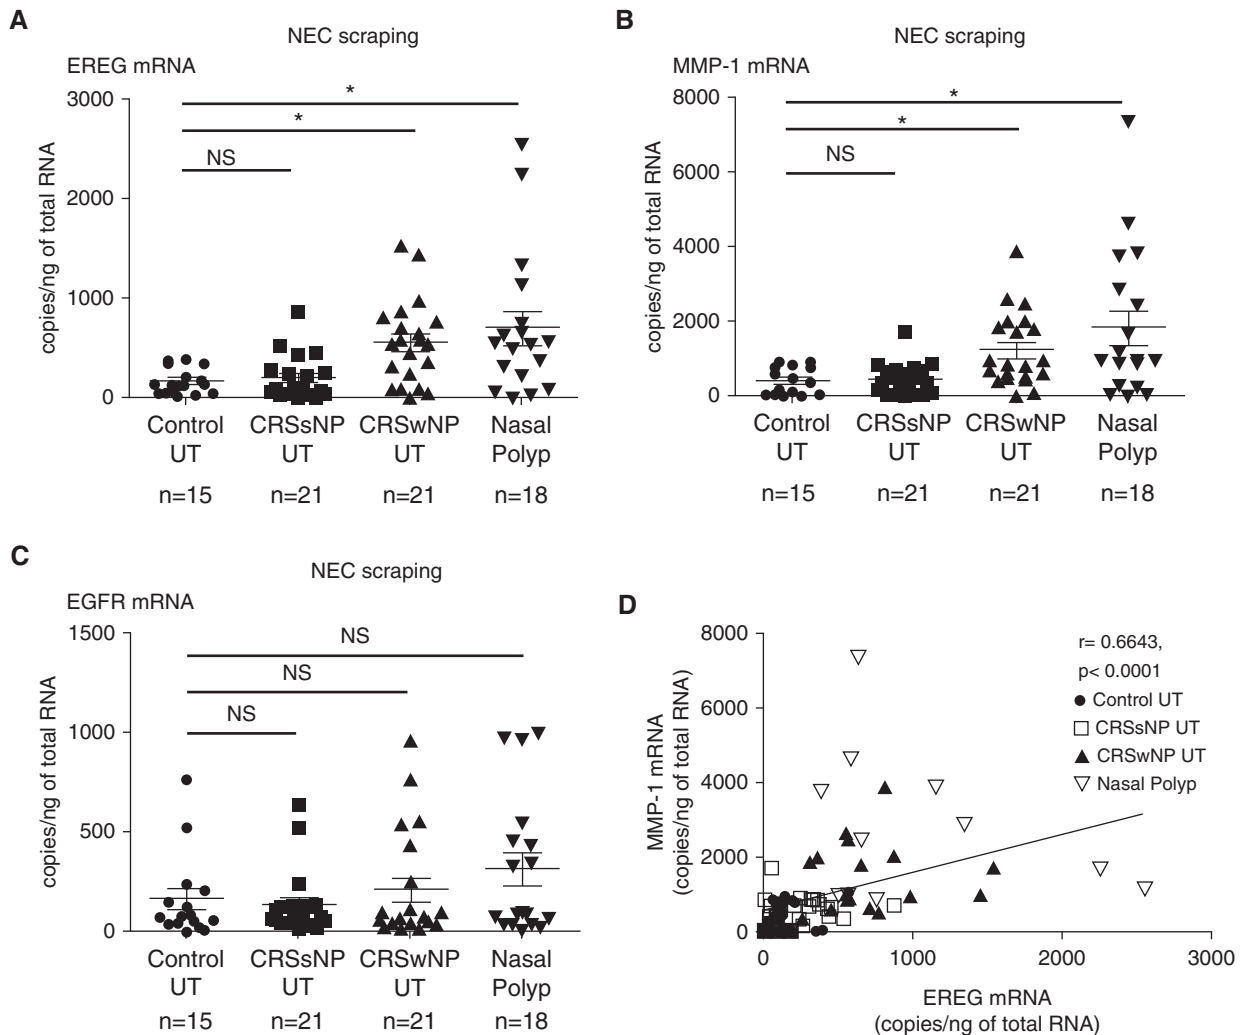 A
NEC scraping
EREG mRNA
copies/ng of total RNA
3000
2000
1000
0
*
*
NS
Control UT
CRSsNP UT
CRSwNP UT
Nasal Polyp
n=15
n=21
n=21
n=18
B
NEC scraping
MMP-1 mRNA
copies/ng of total RNA
8000
6000
4000
2000
0
*
*
NS
Control UT
CRSsNP UT
CRSwNP UT
Nasal Polyp
n=15
n=21
n=21
n=18
C
NEC scraping
EGFR mRNA
copies/ng of total RNA
1500
1000
500
0
NS
NS
NS
Control UT
CRSsNP UT
CRSwNP UT
Nasal Polyp
n=15
n=21
n=21
n=18
D
MMP-1 mRNA
(copies/ng of total RNA)
8000
6000
4000
2000
0
r= 0.6643,
p< 0.0001
Control UT
CRSsNP UT
CRSwNP UT
Nasal Polyp
0
1000
2000
3000
EREG mRNA
(copies/ng of total RNA)